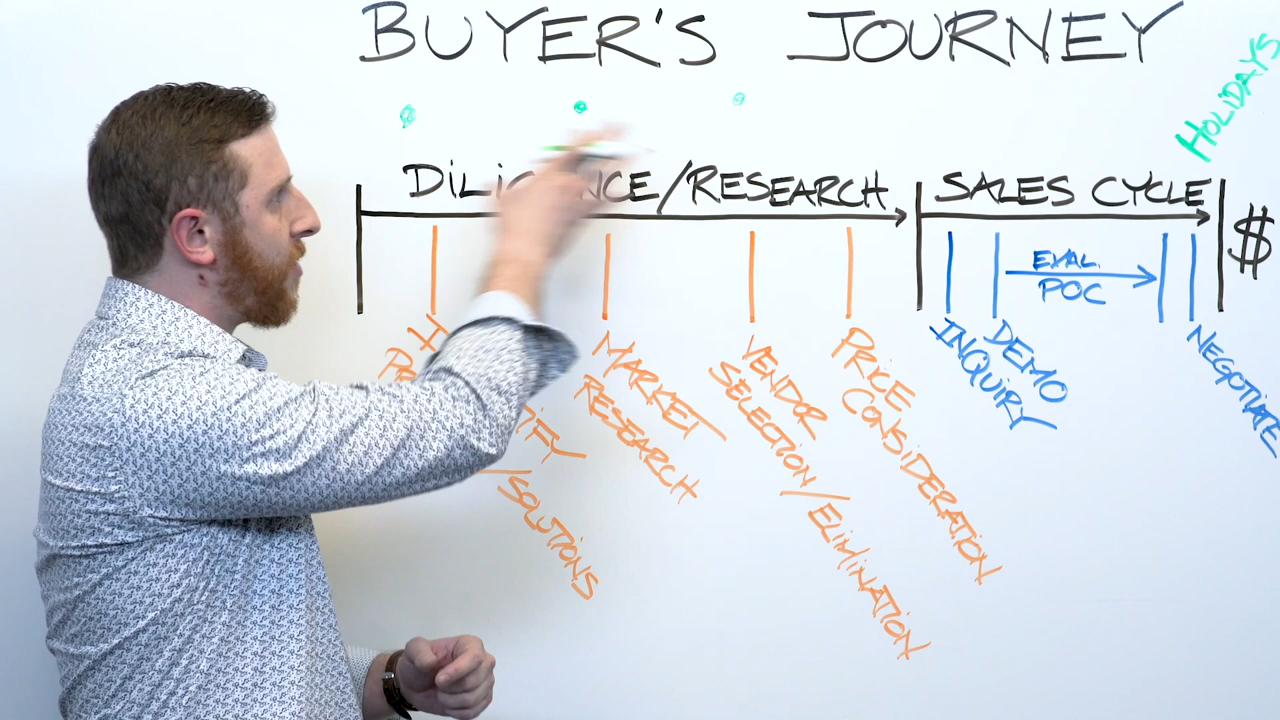 BUYER'S JOURNEY
HOLIDAYS
/RESEARCH
SALES CYCLE
$
EVAL.
POC
MARKET
RESEARCH
VENDOR
SELECTION/ELIMINATION
PRICE
CONSIDERATION
INQUIRY
DEMO
NEGOTIATE
/SOLUTIONS